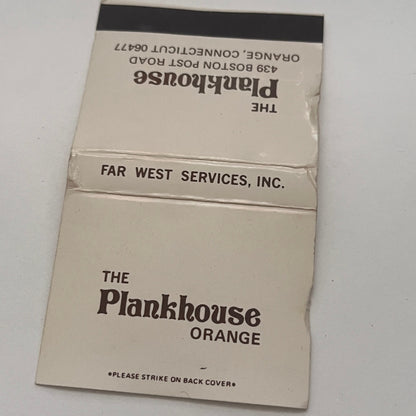 THE
Plankhouse
439 BOSTON POST ROAD
ORANGE, CONNECTICUT 06477
FAR WEST SERVICES, INC.
THE
Plankhouse
ORANGE
•PLEASE STRIKE ON BACK COVER•